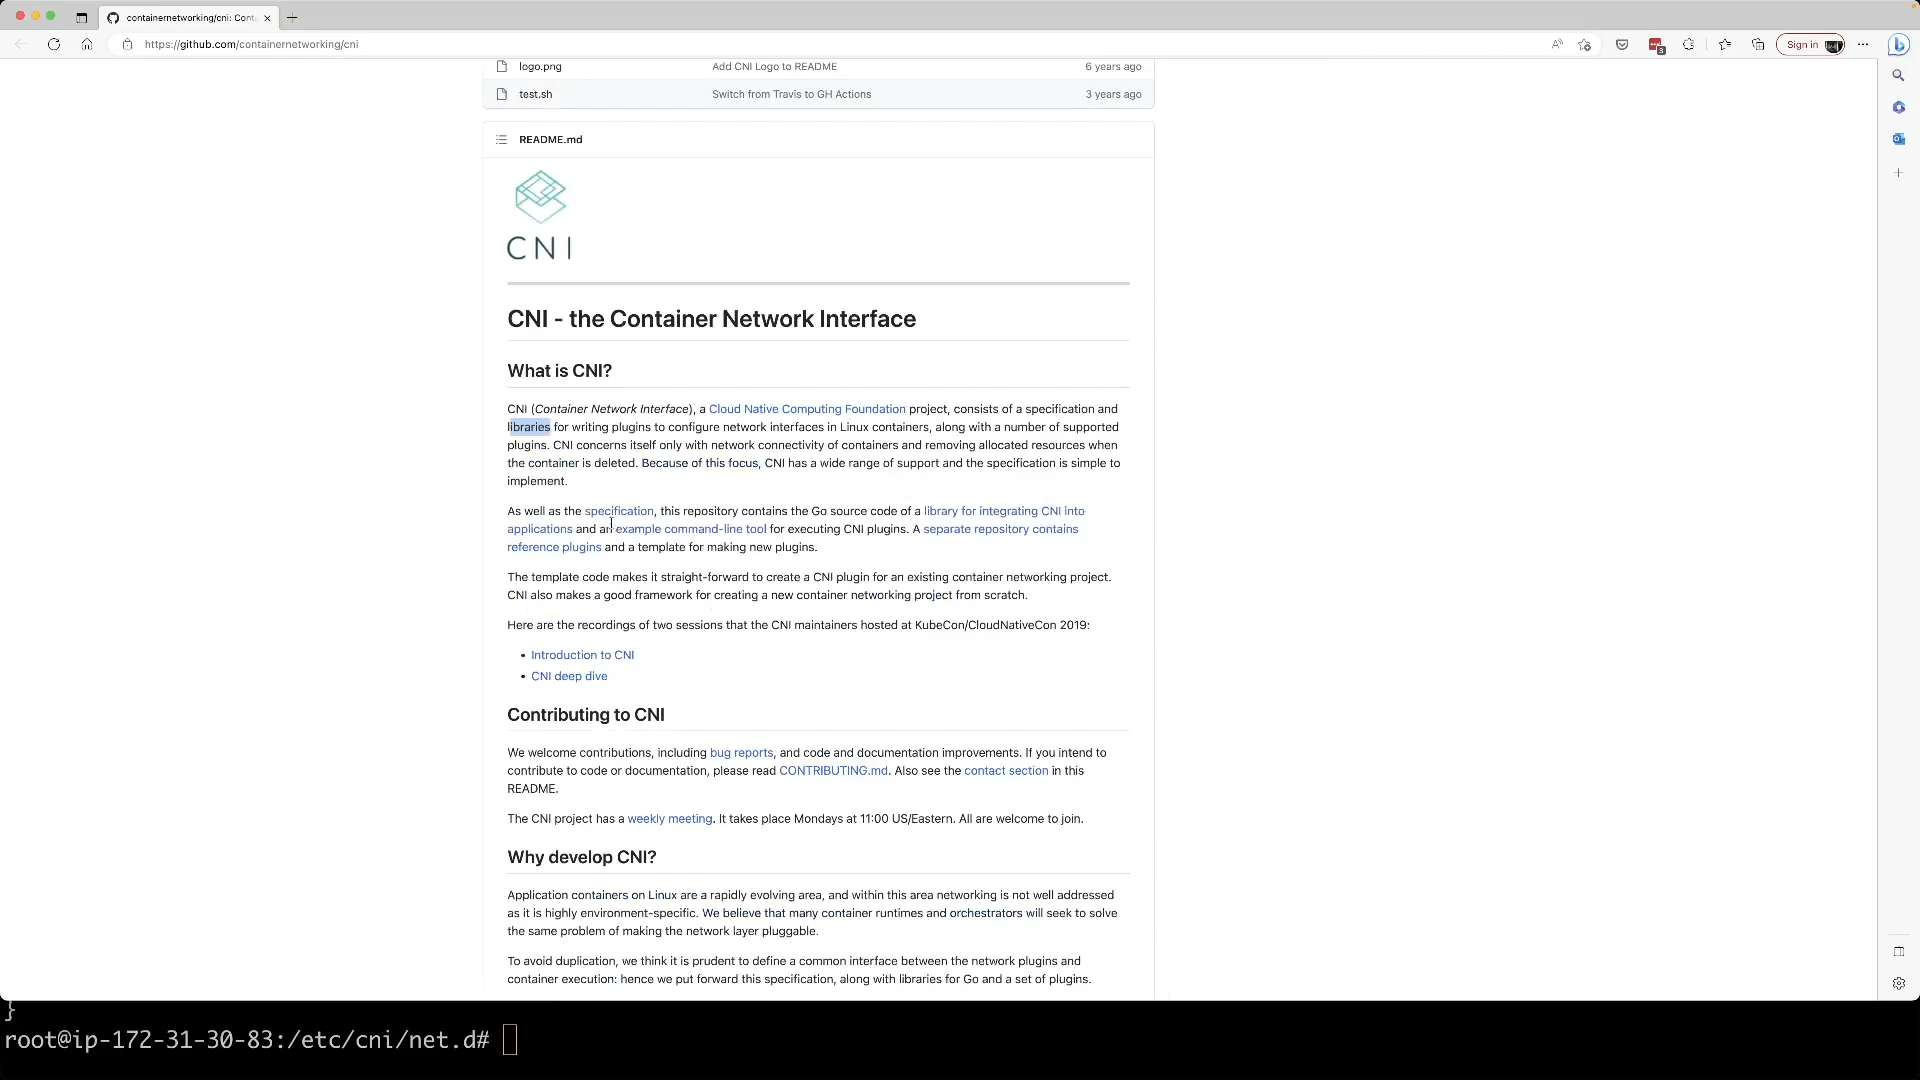 containernetworking/cni: Cont
https://github.com/containernetworking/cni
Sign in
logo.png Add CNI Logo to README 6 years ago
test.sh Switch from Travis to GH Actions 3 years ago
README.md
CNI
CNI - the Container Network Interface
What is CNI?
CNI (Container Network Interface), a Cloud Native Computing Foundation project, consists of a specification and
libraries for writing plugins to configure network interfaces in Linux containers, along with a number of supported
plugins. CNI concerns itself only with network connectivity of containers and removing allocated resources when
the container is deleted. Because of this focus, CNI has a wide range of support and the specification is simple to
implement.
As well as the specification, this repository contains the Go source code of a library for integrating CNI into
applications and an example command-line tool for executing CNI plugins. A separate repository contains
reference plugins and a template for making new plugins.
The template code makes it straight-forward to create a CNI plugin for an existing container networking project.
CNI also makes a good framework for creating a new container networking project from scratch.
Here are the recordings of two sessions that the CNI maintainers hosted at KubeCon/CloudNativeCon 2019:
• Introduction to CNI
• CNI deep dive
Contributing to CNI
We welcome contributions, including bug reports, and code and documentation improvements. If you intend to
contribute to code or documentation, please read CONTRIBUTING.md. Also see the contact section in this
README.
The CNI project has a weekly meeting. It takes place Mondays at 11:00 US/Eastern. All are welcome to join.
Why develop CNI?
Application containers on Linux are a rapidly evolving area, and within this area networking is not well addressed
as it is highly environment-specific. We believe that many container runtimes and orchestrators will seek to solve
the same problem of making the network layer pluggable.
To avoid duplication, we think it is prudent to define a common interface between the network plugins and
container execution: hence we put forward this specification, along with libraries for Go and a set of plugins.
}
root@ip-172-31-30-83:/etc/cni/net.d#